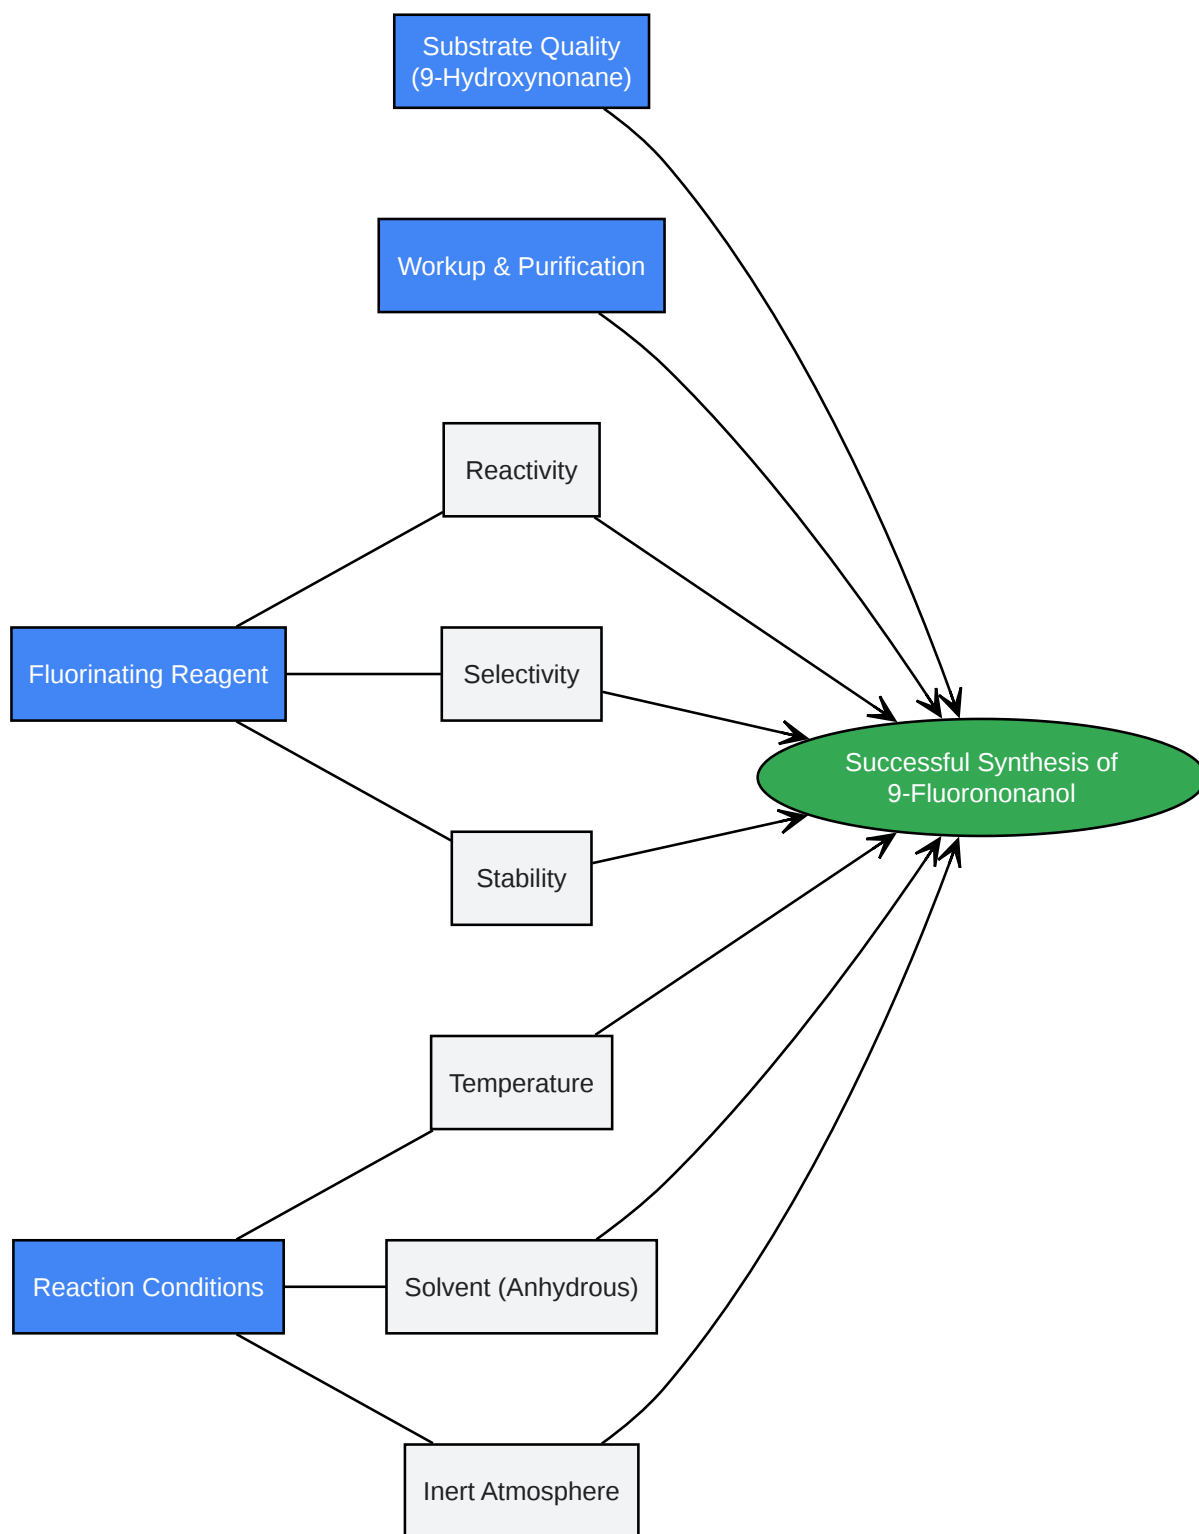 Substrate Quality
(9-Hydroxynonane)
Workup & Purification
Reactivity
Fluorinating Reagent
Selectivity
Successful Synthesis of
9-Fluorononanol
Stability
Temperature
Reaction Conditions
Solvent (Anhydrous)
Inert Atmosphere